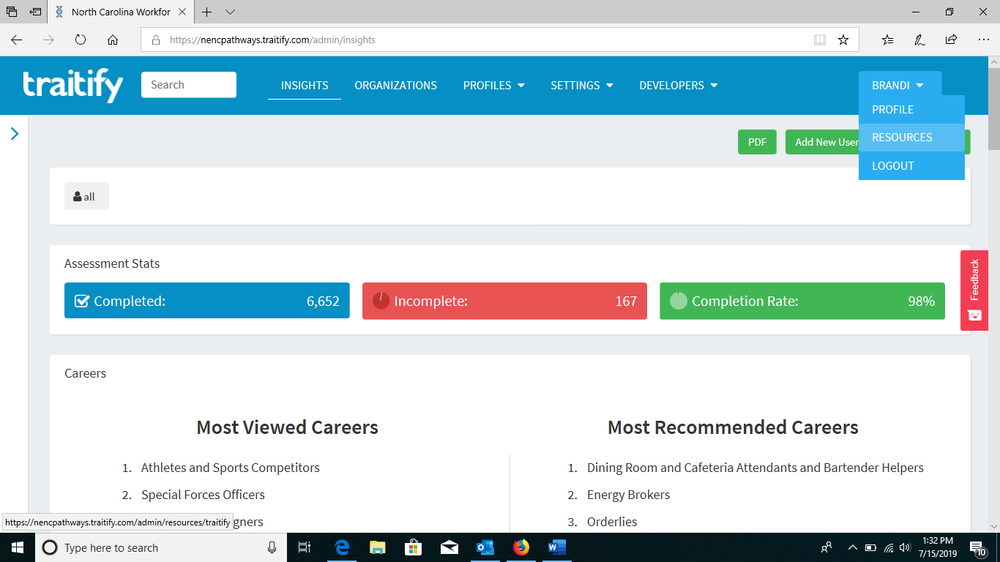 North Carolina Workfor
https://nencpathways.traitify.com/admin/insights
traitify
Search
INSIGHTS
ORGANIZATIONS
PROFILES
SETTINGS
DEVELOPERS
BRANDI
PROFILE
RESOURCES
LOGOUT
PDF
Add New User
all
Assessment Stats
Completed: 6,652
Incomplete: 167
Completion Rate: 98%
Feedback
Careers
Most Viewed Careers
1. Athletes and Sports Competitors
2. Special Forces Officers
gners
Most Recommended Careers
1. Dining Room and Cafeteria Attendants and Bartender Helpers
2. Energy Brokers
3. Orderlies
https://nencpathways.traitify.com/admin/resources/traitify
Type here to search
1:32 PM
7/15/2019
10